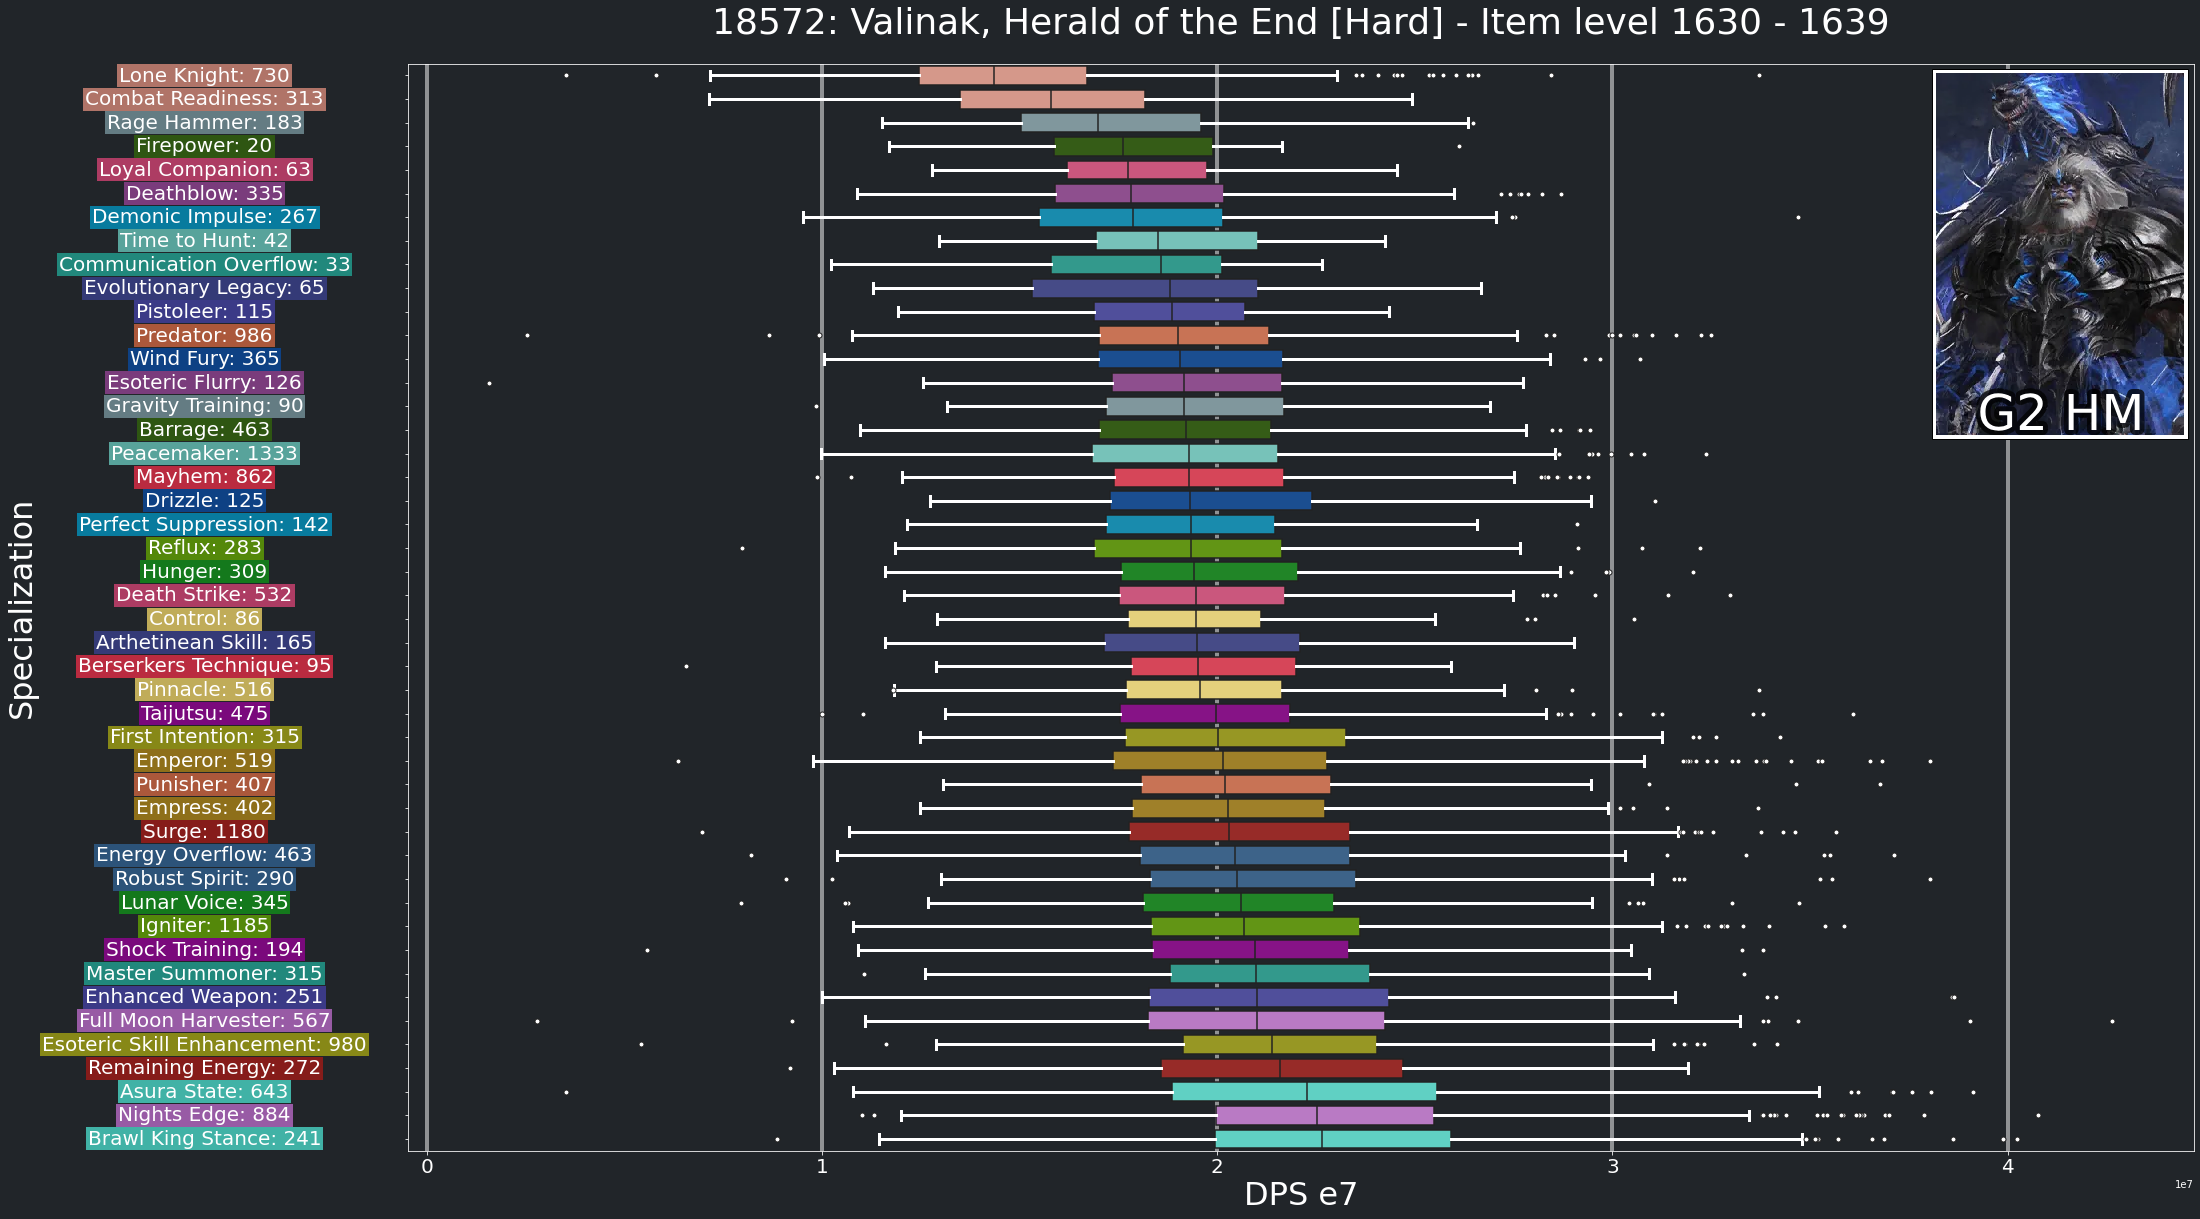 18572: Valinak, Herald of the End [Hard] - Item level 1630 - 1639
Lone Knight: 730
Combat Readiness: 313
Rage Hammer: 183
Firepower: 20
Loyal Companion: 63
Deathblow: 335
Demonic Impulse: 267
Time to Hunt: 42
Communication Overflow: 33
Evolutionary Legacy: 65
Pistoleer: 115
Predator: 986
Wind Fury: 365
Esoteric Flurry: 126
Gravity Training: 90
Barrage: 463
Peacemaker: 1333
Mayhem: 862
Drizzle: 125
Perfect Suppression: 142
Reflux: 283
Hunger: 309
Death Strike: 532
Control: 86
Arthetinean Skill: 165
Berserkers Technique: 95
Pinnacle: 516
Taijutsu: 475
First Intention: 315
Emperor: 519
Punisher: 407
Empress: 402
Surge: 1180
Energy Overflow: 463
Robust Spirit: 290
Lunar Voice: 345
Igniter: 1185
Shock Training: 194
Master Summoner: 315
Enhanced Weapon: 251
Full Moon Harvester: 567
Esoteric Skill Enhancement: 980
Remaining Energy: 272
Asura State: 643
Nights Edge: 884
Brawl King Stance: 241
Specialization
G2 HM
0 1 2 3 4
DPS e7
1e7